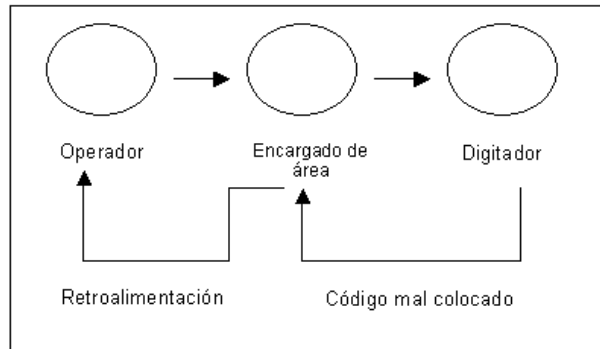 Operador
Encargado de
área
Digitador
Retroalimentación
Código mal colocado